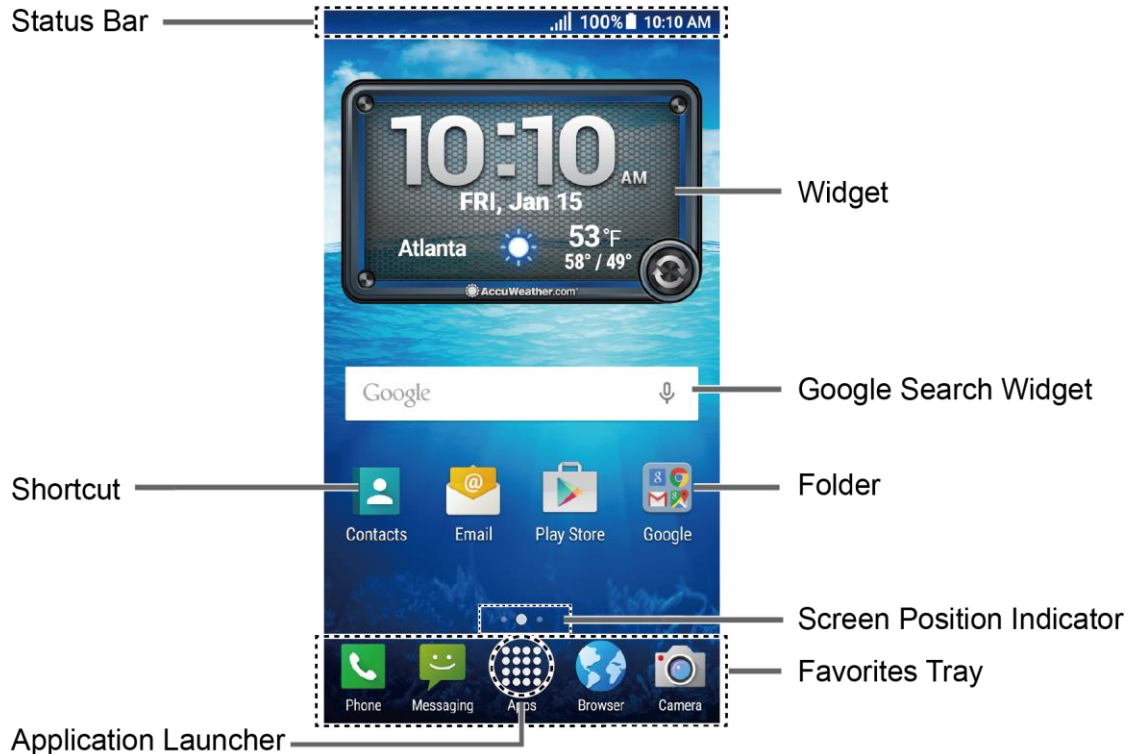 Status Bar
100% 10:10 AM
10:10 AM
FRI, Jan 15
Widget
Atlanta
53°F
58° / 49°
AccuWeather.com
Google
Google Search Widget
Shortcut
Folder
Contacts Email Play Store Google
Screen Position Indicator
Favorites Tray
Phone Messaging Apps Browser Camera
Application Launcher